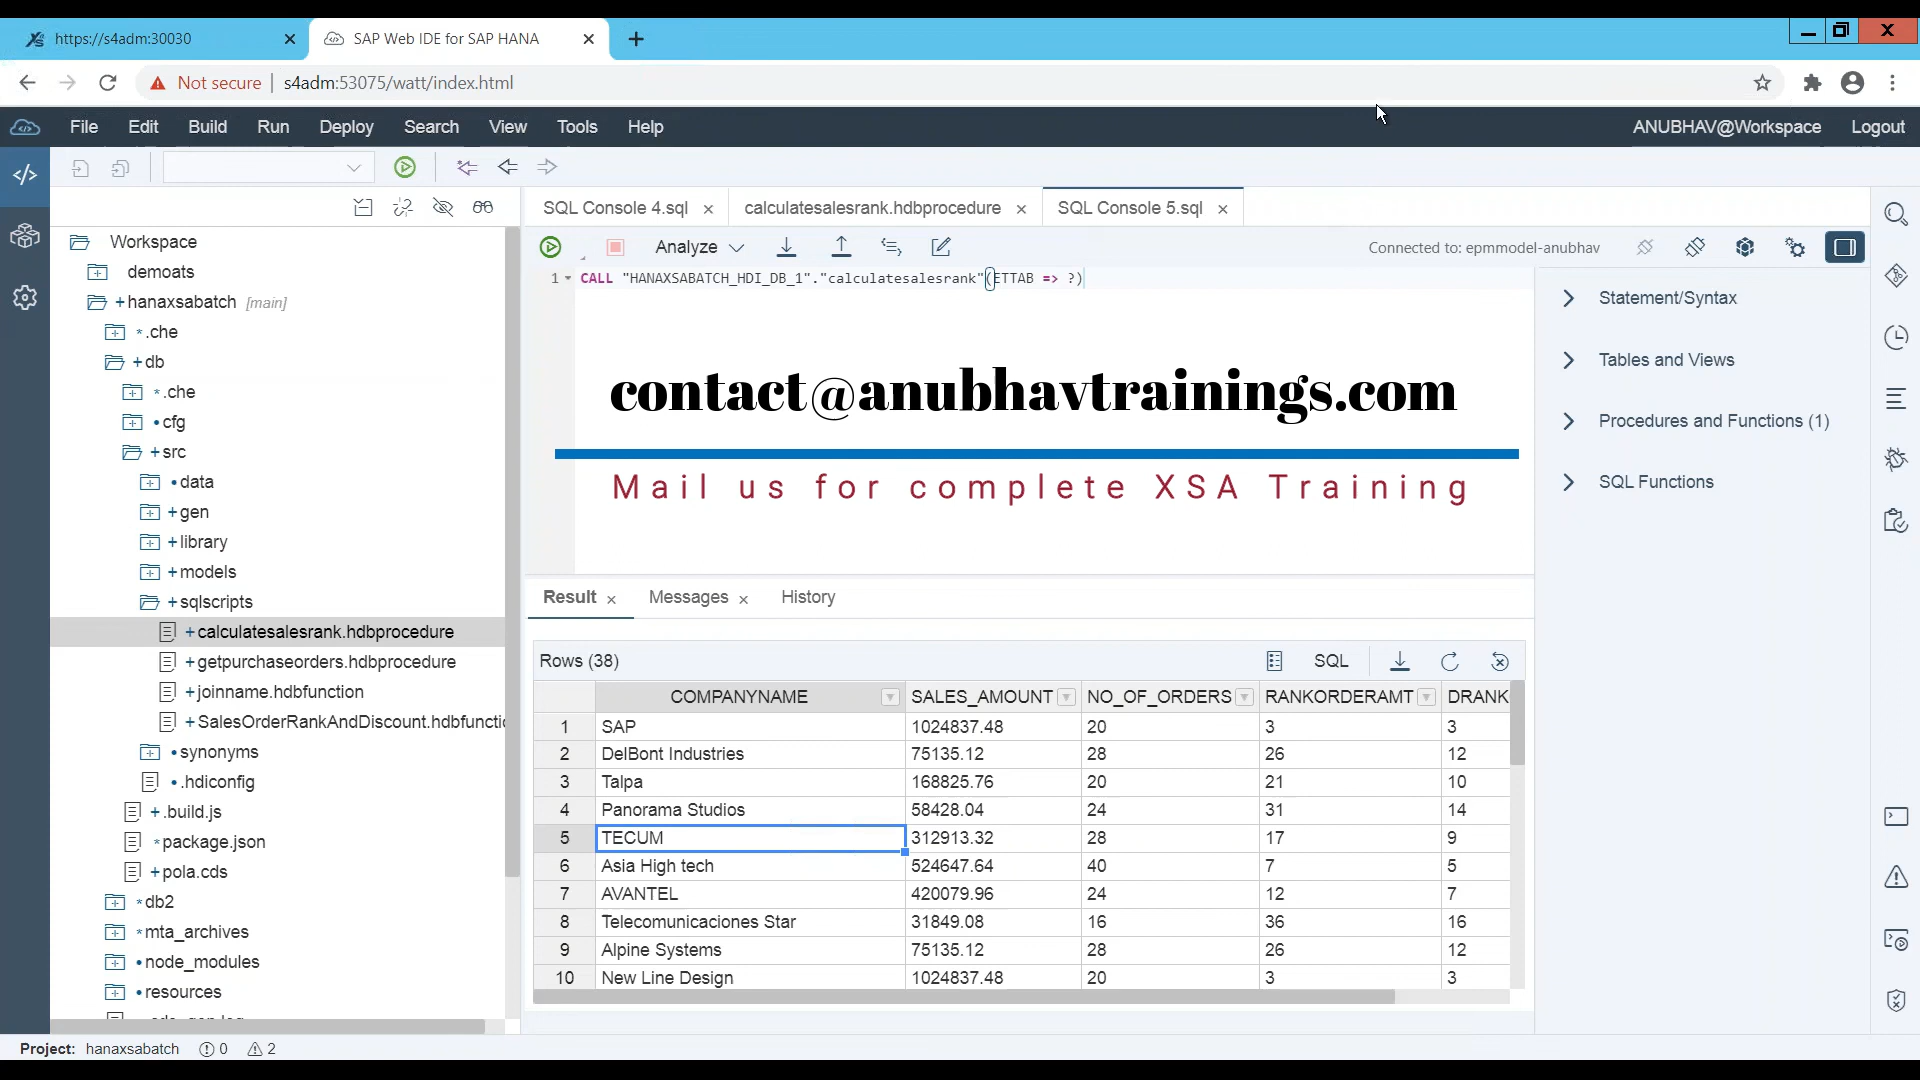 https://s4adm:30030
SAP Web IDE for SAP HANA
Not secure
s4adm:53075/watt/index.html
File Edit Build Run Deploy Search View Tools Help
ANUBHAV@Workspace Logout
SQL Console 4.sql
calculatesalesrank.hdbprocedure
SQL Console 5.sql
Analyze
Connected to: epmmodel-anubhav
1 CALL "HANAXSABATCH_HDI_DB_1"."calculatesalesrank"(ETTAB => ?)
contact@anubhavtrainings.com
Mail us for complete XSA Training
Workspace
demoats
+hanaxsabatch [main]
*.che
+db
*.che
•cfg
+src
•data
+gen
+library
+models
+sqlscripts
+calculatesalesrank.hdbprocedure
+getpurchaseorders.hdbprocedure
+joinname.hdbfunction
+SalesOrderRankAndDiscount.hdbfuncti
•synonyms
•.hdiconfig
+.build.js
*package.json
+pola.cds
*db2
*mta_archives
•node_modules
•resources
Statement/Syntax
Tables and Views
Procedures and Functions (1)
SQL Functions
Result Messages History
Rows (38)
SQL
COMPANYNAME SALES_AMOUNT NO_OF_ORDERS RANKORDERAMT DRANK
1 SAP 1024837.48 20 3 3
2 DelBont Industries 75135.12 28 26 12
3 Talpa 168825.76 20 21 10
4 Panorama Studios 58428.04 24 31 14
5 TECUM 312913.32 28 17 9
6 Asia High tech 524647.64 40 7 5
7 AVANTEL 420079.96 24 12 7
8 Telecomunicaciones Star 31849.08 16 36 16
9 Alpine Systems 75135.12 28 26 12
10 New Line Design 1024837.48 20 3 3
Project: hanaxsabatch 0 2